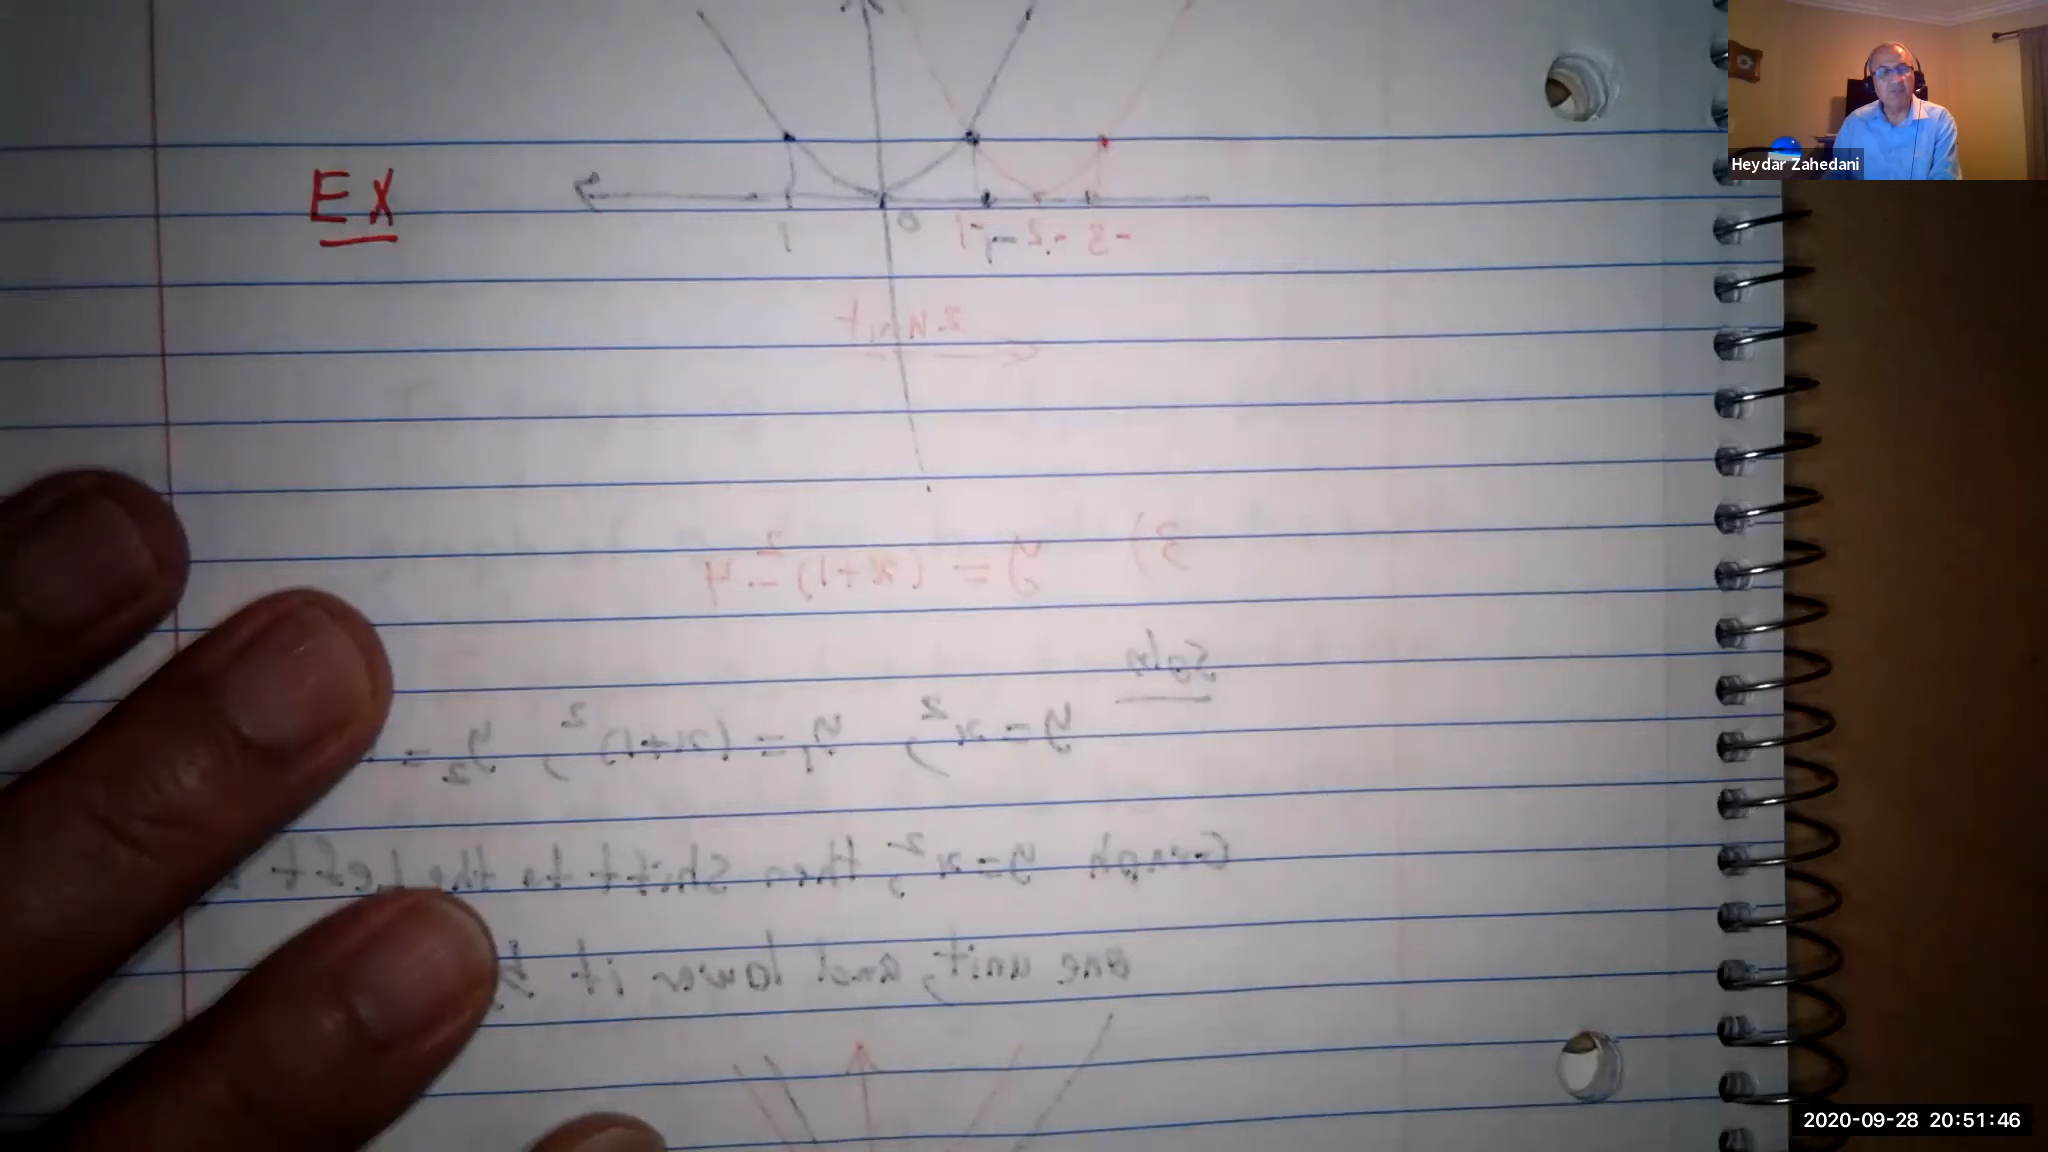 Heydar Zahedani
EX
1 0 -1 -1 -2 -3
2 Unit
3) y = (x+1)² - 4
Soln
y = x², y₁ = (x+1)², y₂ =
Graph y = x², then shift to the Left
one unit, and lower it by
2020-09-28 20:51:46